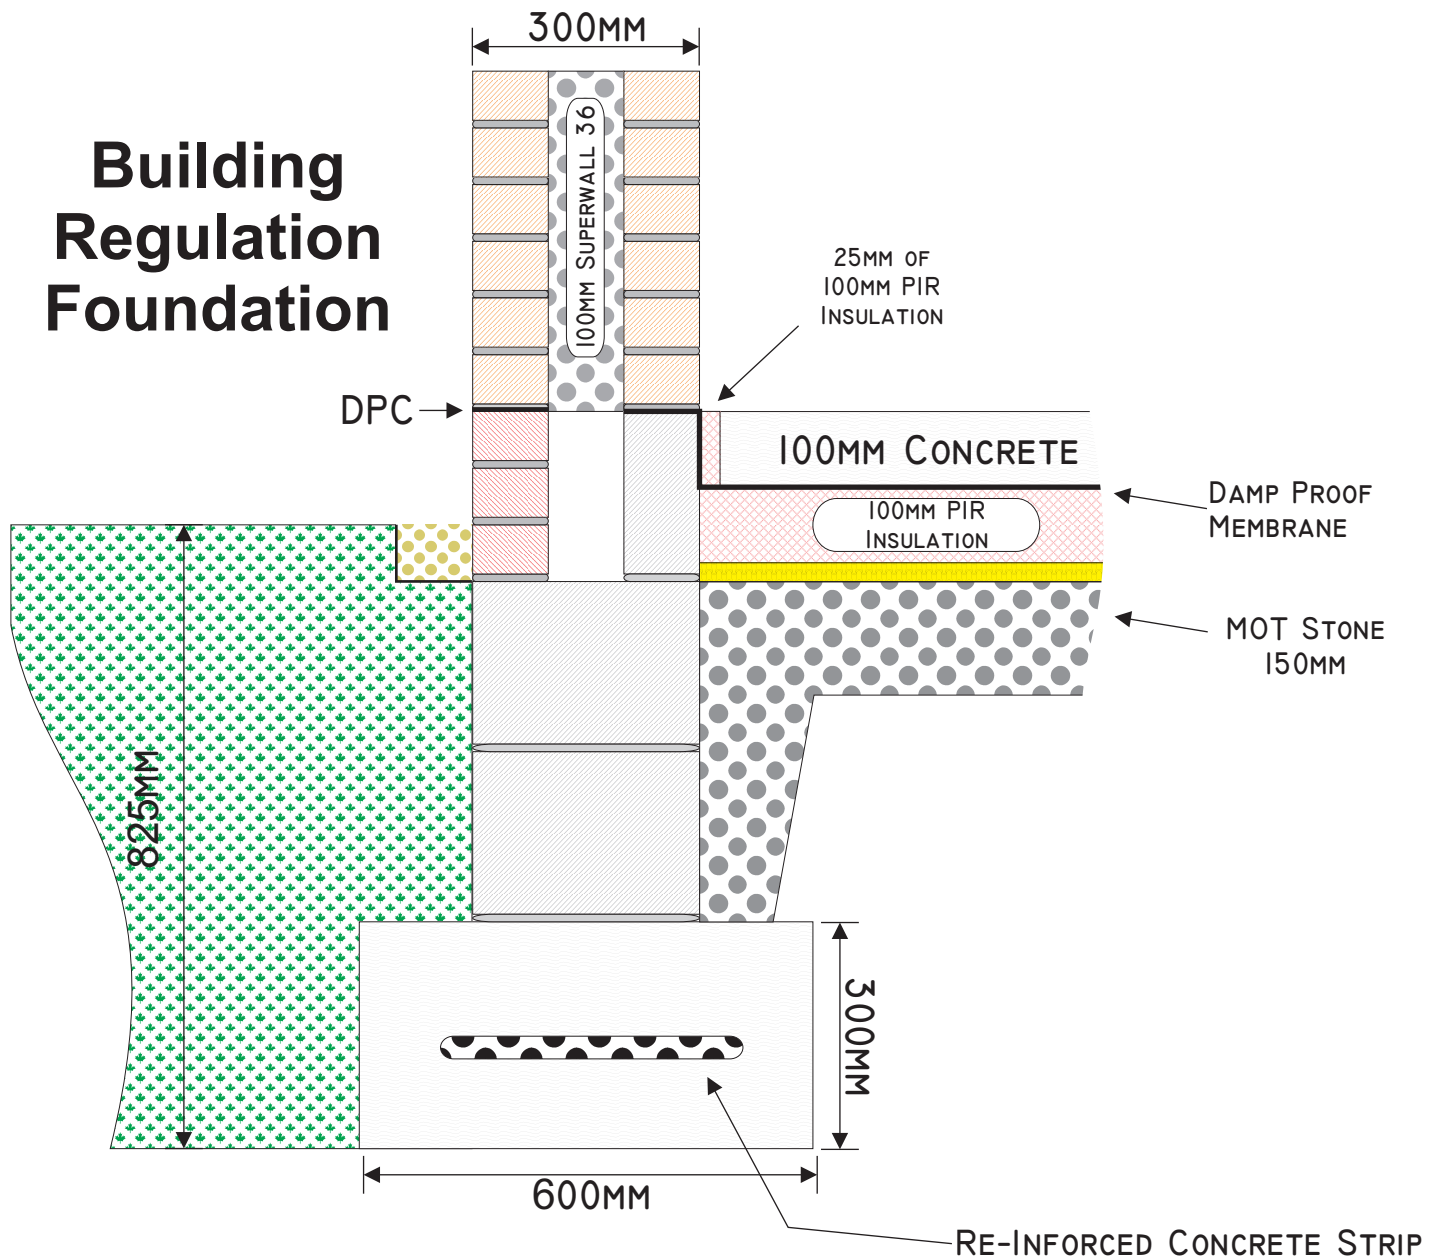 300MM
Building
Regulation
Foundation
100MM SUPERWALL 36
25MM OF
100MM PIR
INSULATION
DPC
100MM CONCRETE
DAMP PROOF
MEMBRANE
100MM PIR
INSULATION
MOT STONE
150MM
825MM
300MM
600MM
RE-INFORCED CONCRETE STRIP